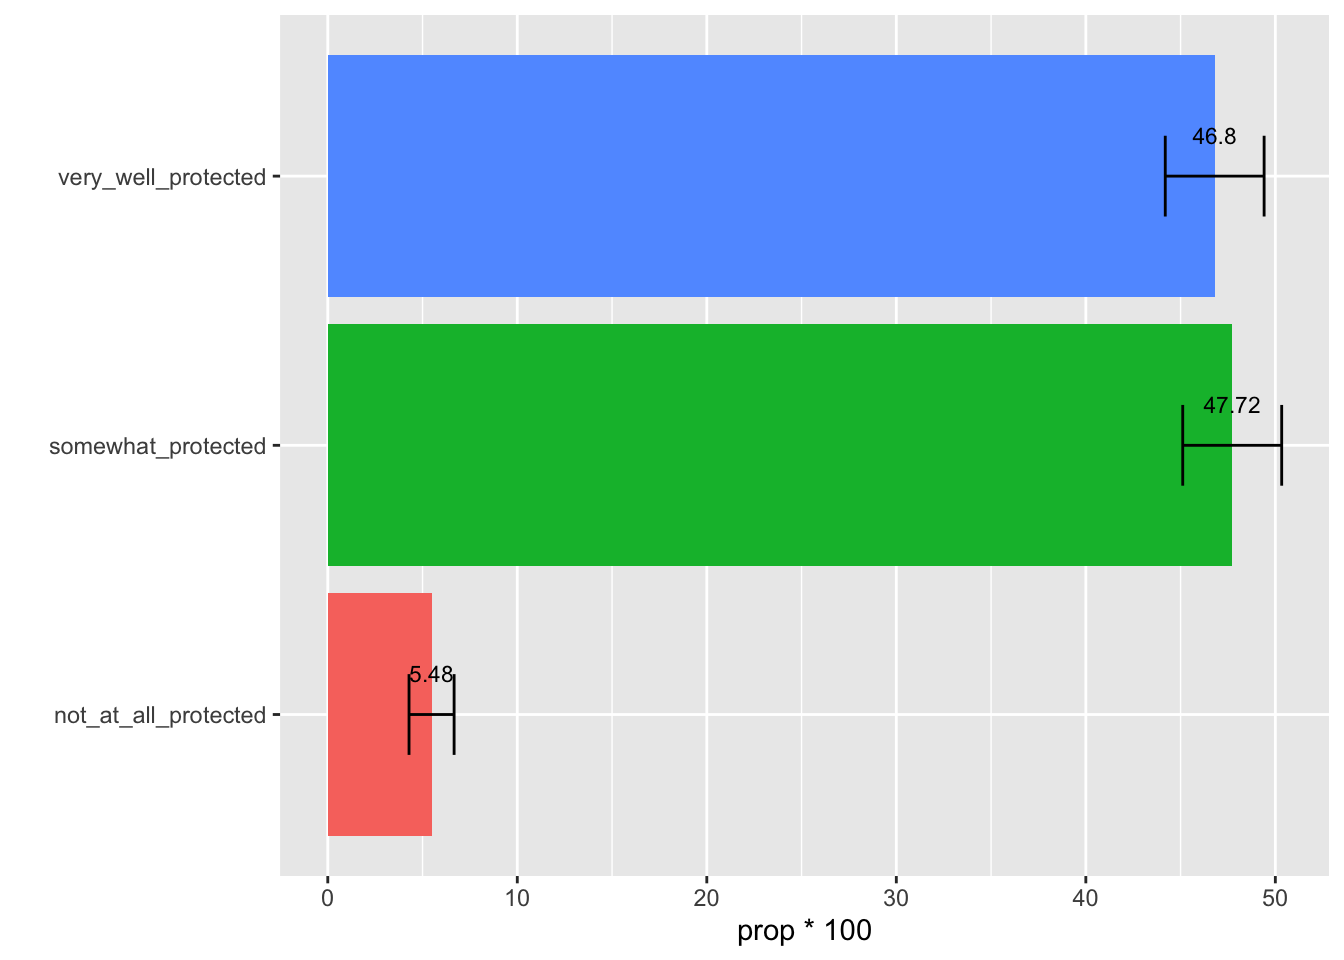 46.8
very_well_protected
47.72
somewhat_protected
5.48
not_at_all_protected
0 10 20 30 40 50
prop * 100